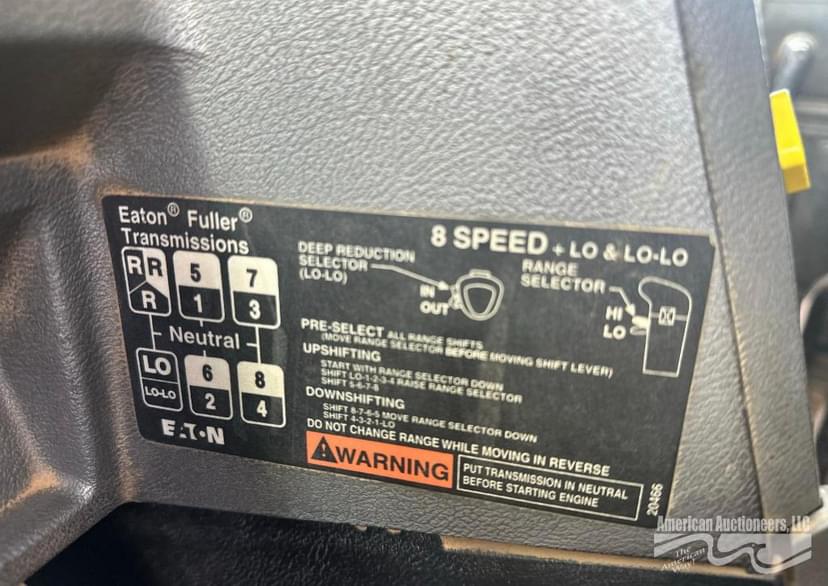 Eaton® Fuller®
Transmissions
8 SPEED + LO & LO-LO
R R
R
5
1
7
3
Neutral
LO
LO-LO
6
2
8
4
EATON
DEEP REDUCTION
SELECTOR
(LO-LO)
IN
OUT
RANGE
SELECTOR
HI
LO
PRE-SELECT ALL RANGE SHIFTS
(MOVE RANGE SELECTOR BEFORE MOVING SHIFT LEVER)
UPSHIFTING
START WITH RANGE SELECTOR DOWN
SHIFT LO-1-2-3-4 RAISE RANGE SELECTOR
SHIFT 5-6-7-8
DOWNSHIFTING
SHIFT 8-7-6-5 MOVE RANGE SELECTOR DOWN
SHIFT 4-3-2-1-LO
DO NOT CHANGE RANGE WHILE MOVING IN REVERSE
WARNING
PUT TRANSMISSION IN NEUTRAL
BEFORE STARTING ENGINE
20466
American Auctioneers, LLC
The
American
Way!